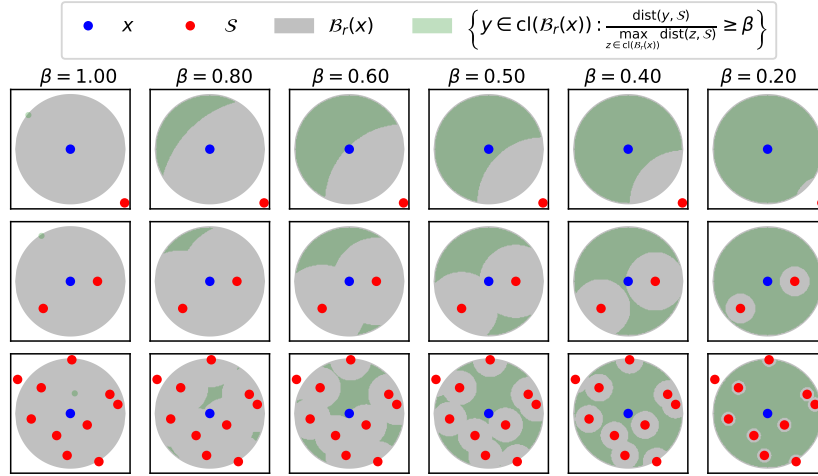 x
S
B_r(x)
{y ∈ cl(B_r(x)) : dist(y, S) / max_{z ∈ cl(B_r(x))} dist(z, S) ≥ β}
β = 1.00
β = 0.80
β = 0.60
β = 0.50
β = 0.40
β = 0.20